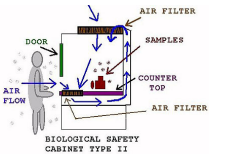 AIR FILTER
DOOR
SAMPLES
AIR
FLOW
COUNTER
TOP
AIR FILTER
BIOLOGICAL SAFETY
CABINET TYPE II